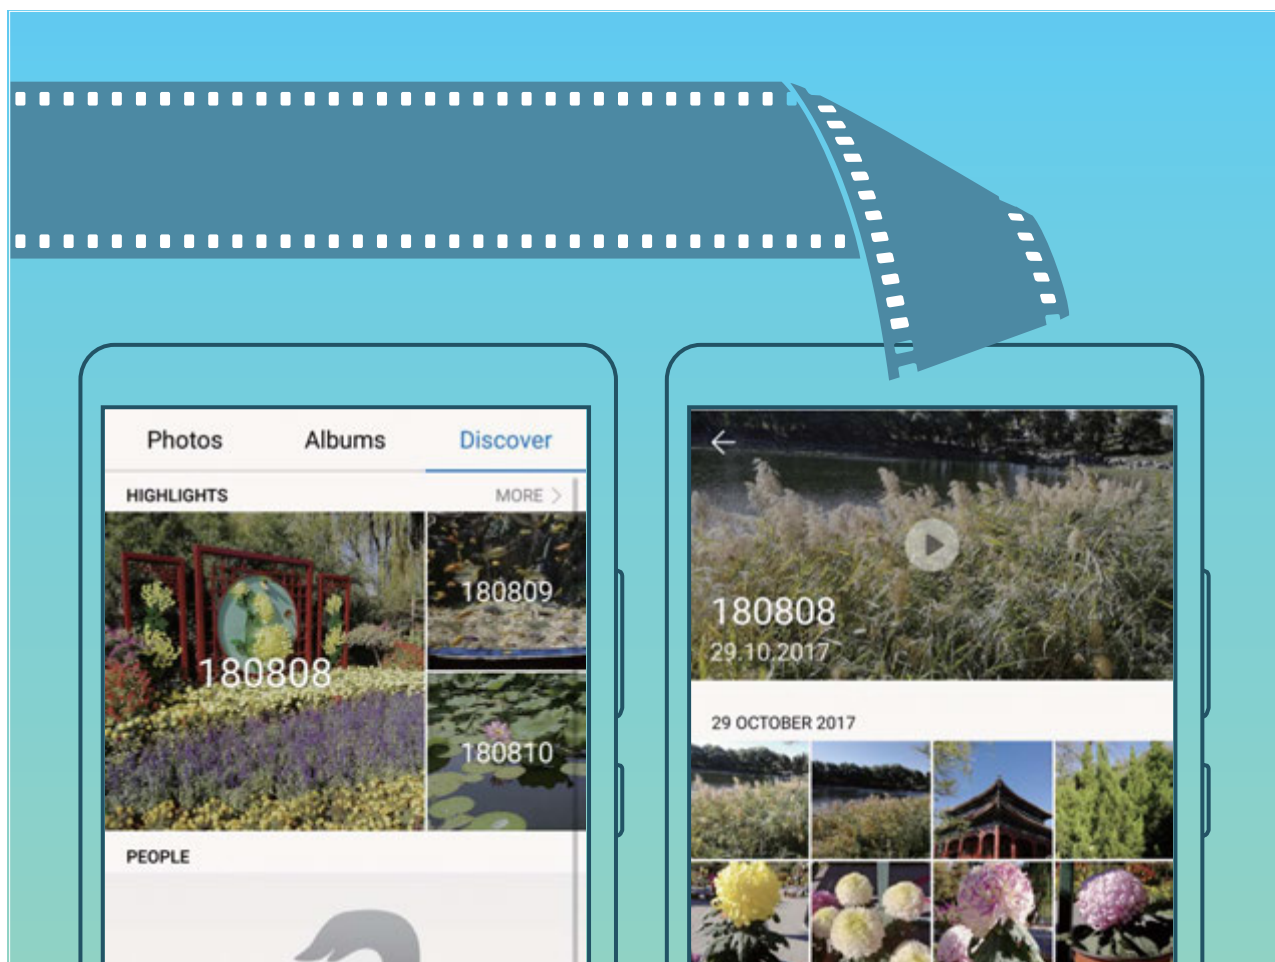 Photos Albums Discover
HIGHLIGHTS MORE
180808
180809
180810
PEOPLE
180808
29.10.2017
29 OCTOBER 2017